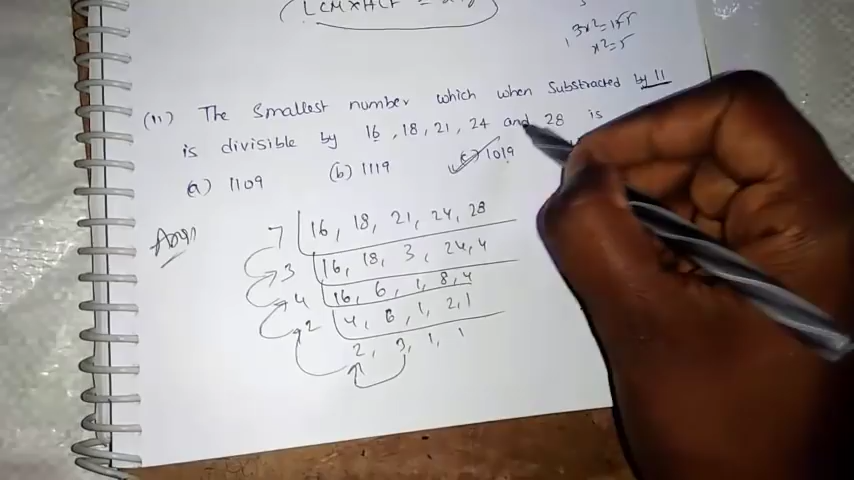 3x²=15
x²=5
(11) The smallest number which when Substracted by 11
is divisible by 16, 18, 21, 24 and 28 is
(a) 1109 (b) 1119 (c) 1019
Ans
7 16, 18, 21, 24, 28
3 16, 18, 3, 24, 4
4 16, 6, 1, 8, 4
2 4, 6, 1, 2, 1
2, 3, 1, 1